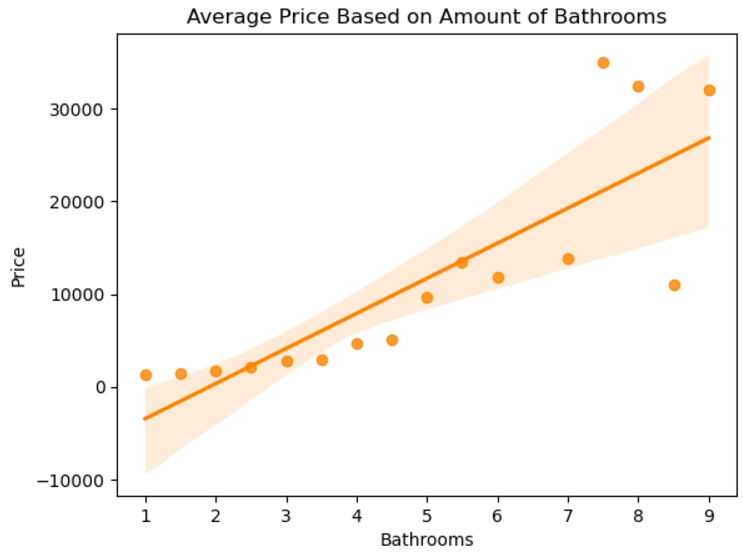 Average Price Based on Amount of Bathrooms
30000
20000
10000
0
−10000
Price
1 2 3 4 5 6 7 8 9
Bathrooms